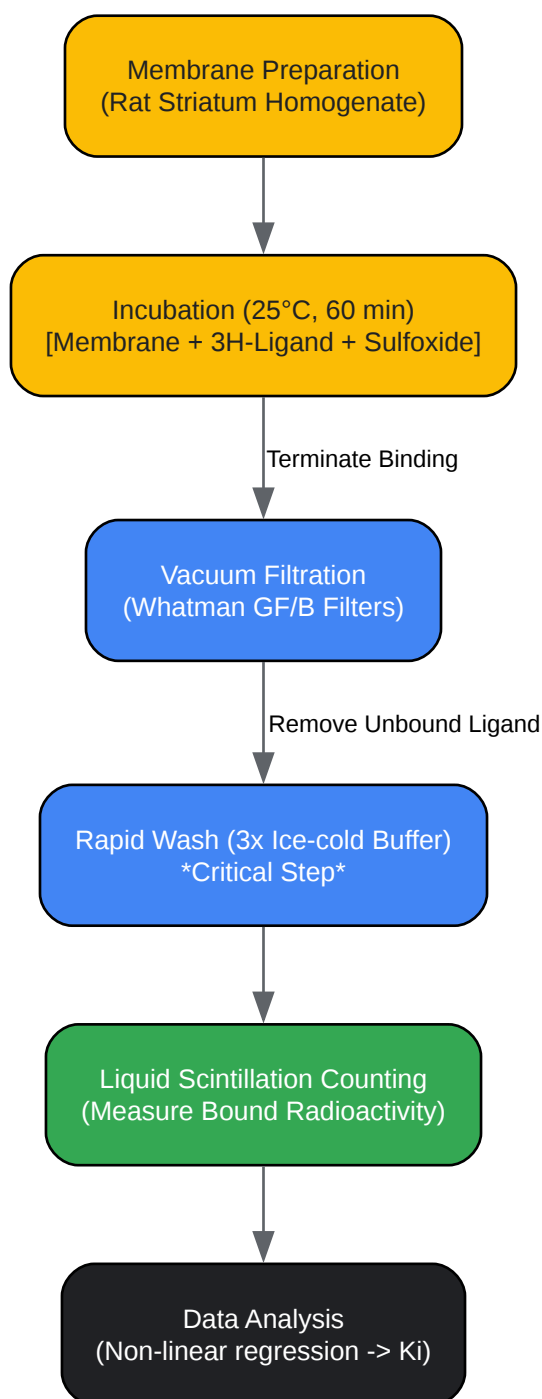 Membrane Preparation
(Rat Striatum Homogenate)
Incubation (25°C, 60 min)
[Membrane + 3H-Ligand + Sulfoxide]
Terminate Binding
Vacuum Filtration
(Whatman GF/B Filters)
Remove Unbound Ligand
Rapid Wash (3x Ice-cold Buffer)
*Critical Step*
Liquid Scintillation Counting
(Measure Bound Radioactivity)
Data Analysis
(Non-linear regression -> Ki)